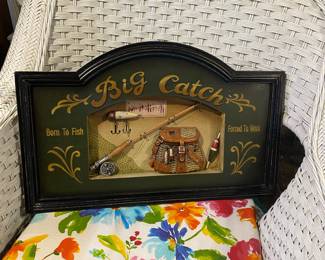 Big Catch
Born To Fish
Forced To Work